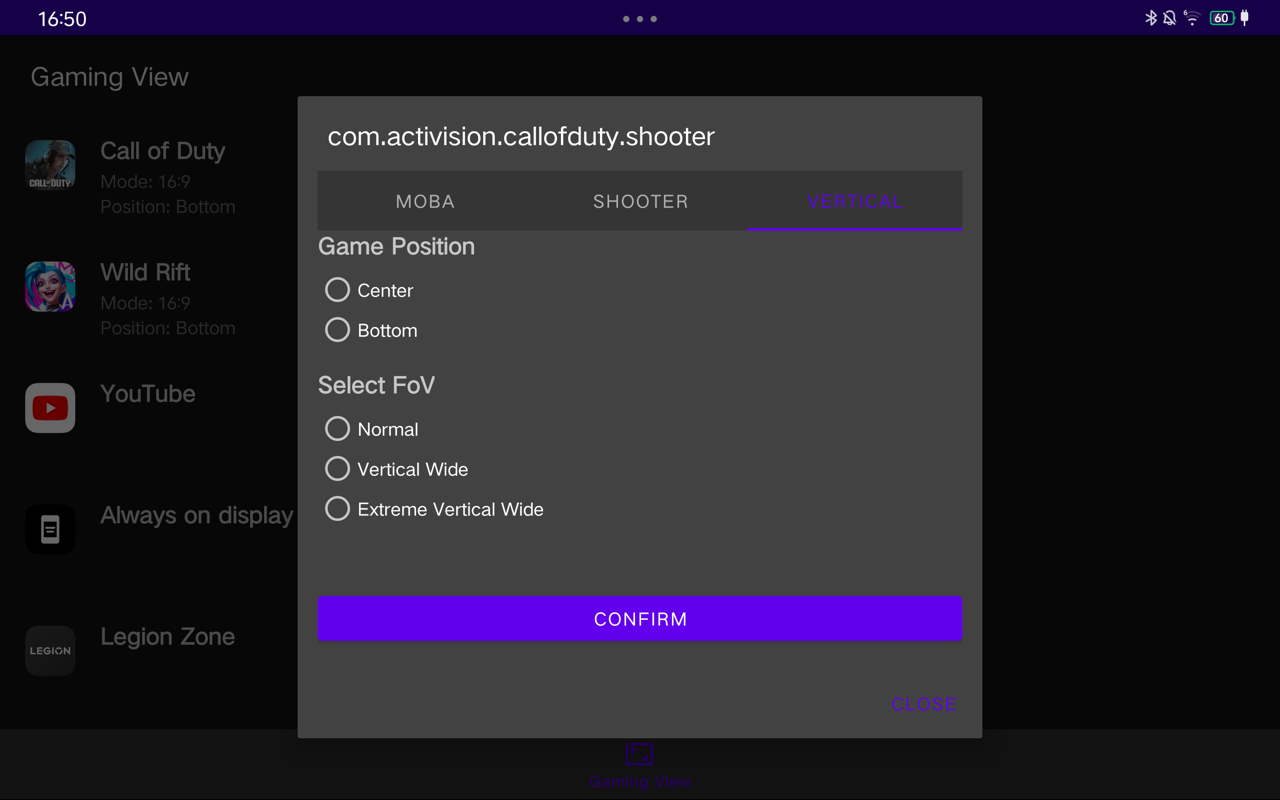 16:50
6
60
Gaming View
Call of Duty
Mode: 16:9
Position: Bottom
CALL OF DUTY
Wild Rift
Mode: 16:9
Position: Bottom
A
YouTube
Always on display
Legion Zone
LEGION
com.activision.callofduty.shooter
MOBA
SHOOTER
VERTICAL
Game Position
Center
Bottom
Select FoV
Normal
Vertical Wide
Extreme Vertical Wide
CONFIRM
CLOSE
Gaming View